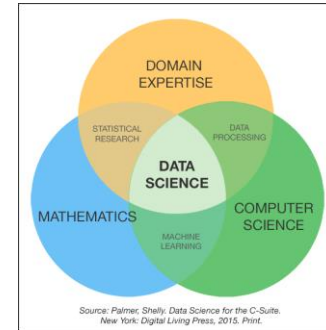 DOMAIN
EXPERTISE
STATISTICAL
RESEARCH
DATA
PROCESSING
DATA
SCIENCE
MATHEMATICS
COMPUTER
SCIENCE
MACHINE
LEARNING
Source: Palmer, Shelly. Data Science for the C-Suite.
New York: Digital Living Press, 2015. Print.